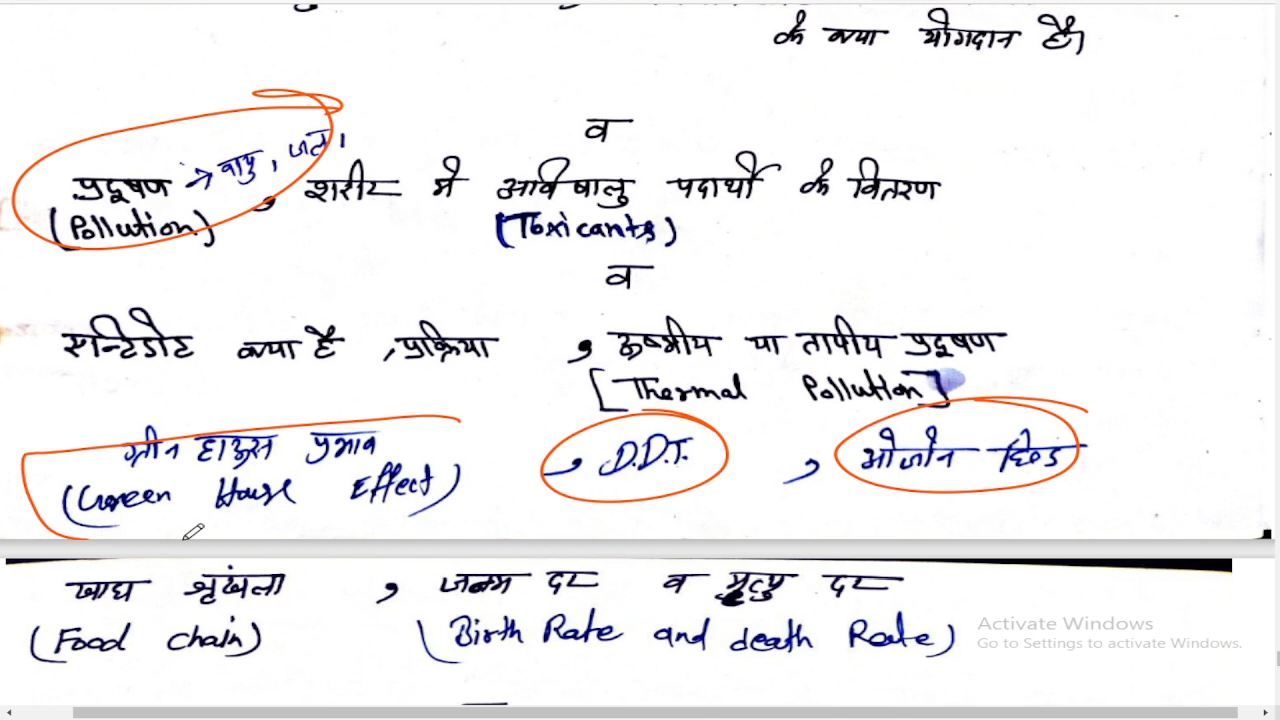 के क्या योगदान है।
व
प्रदूषण → वायु, जल,
, शरीर में आविषालु पदार्थो के वितरण
(Pollution) (Toxicants)
व
एन्टिडोट क्या है , प्रक्रिया , ऊष्मीय या तापीय प्रदूषण
[Thermal Pollution]
ग्रीन हाऊस प्रभाव , D.D.T. , ओजोन छिद्र
(Green House Effect)
खाद्य श्रृंखला , जन्म दर व मृत्यु दर
(Food chain) (Birth Rate and death Rate)
Activate Windows
Go to Settings to activate Windows.